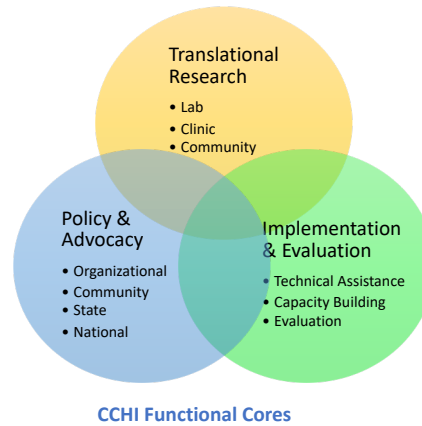 Translational
Research
• Lab
• Clinic
• Community
Policy &
Advocacy
• Organizational
• Community
• State
• National
Implementation
& Evaluation
• Technical Assistance
• Capacity Building
• Evaluation
CCHI Functional Cores